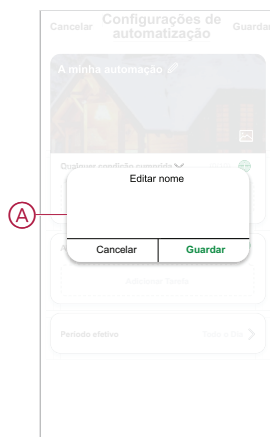 Cancelar
Configurações de
automatização
Guardar
A minha automação
Qualquer condição cumprida
A
Editar nome
Cancelar
Guardar
A
Adicionar Tarefa
Período efetivo
Todo o Dia